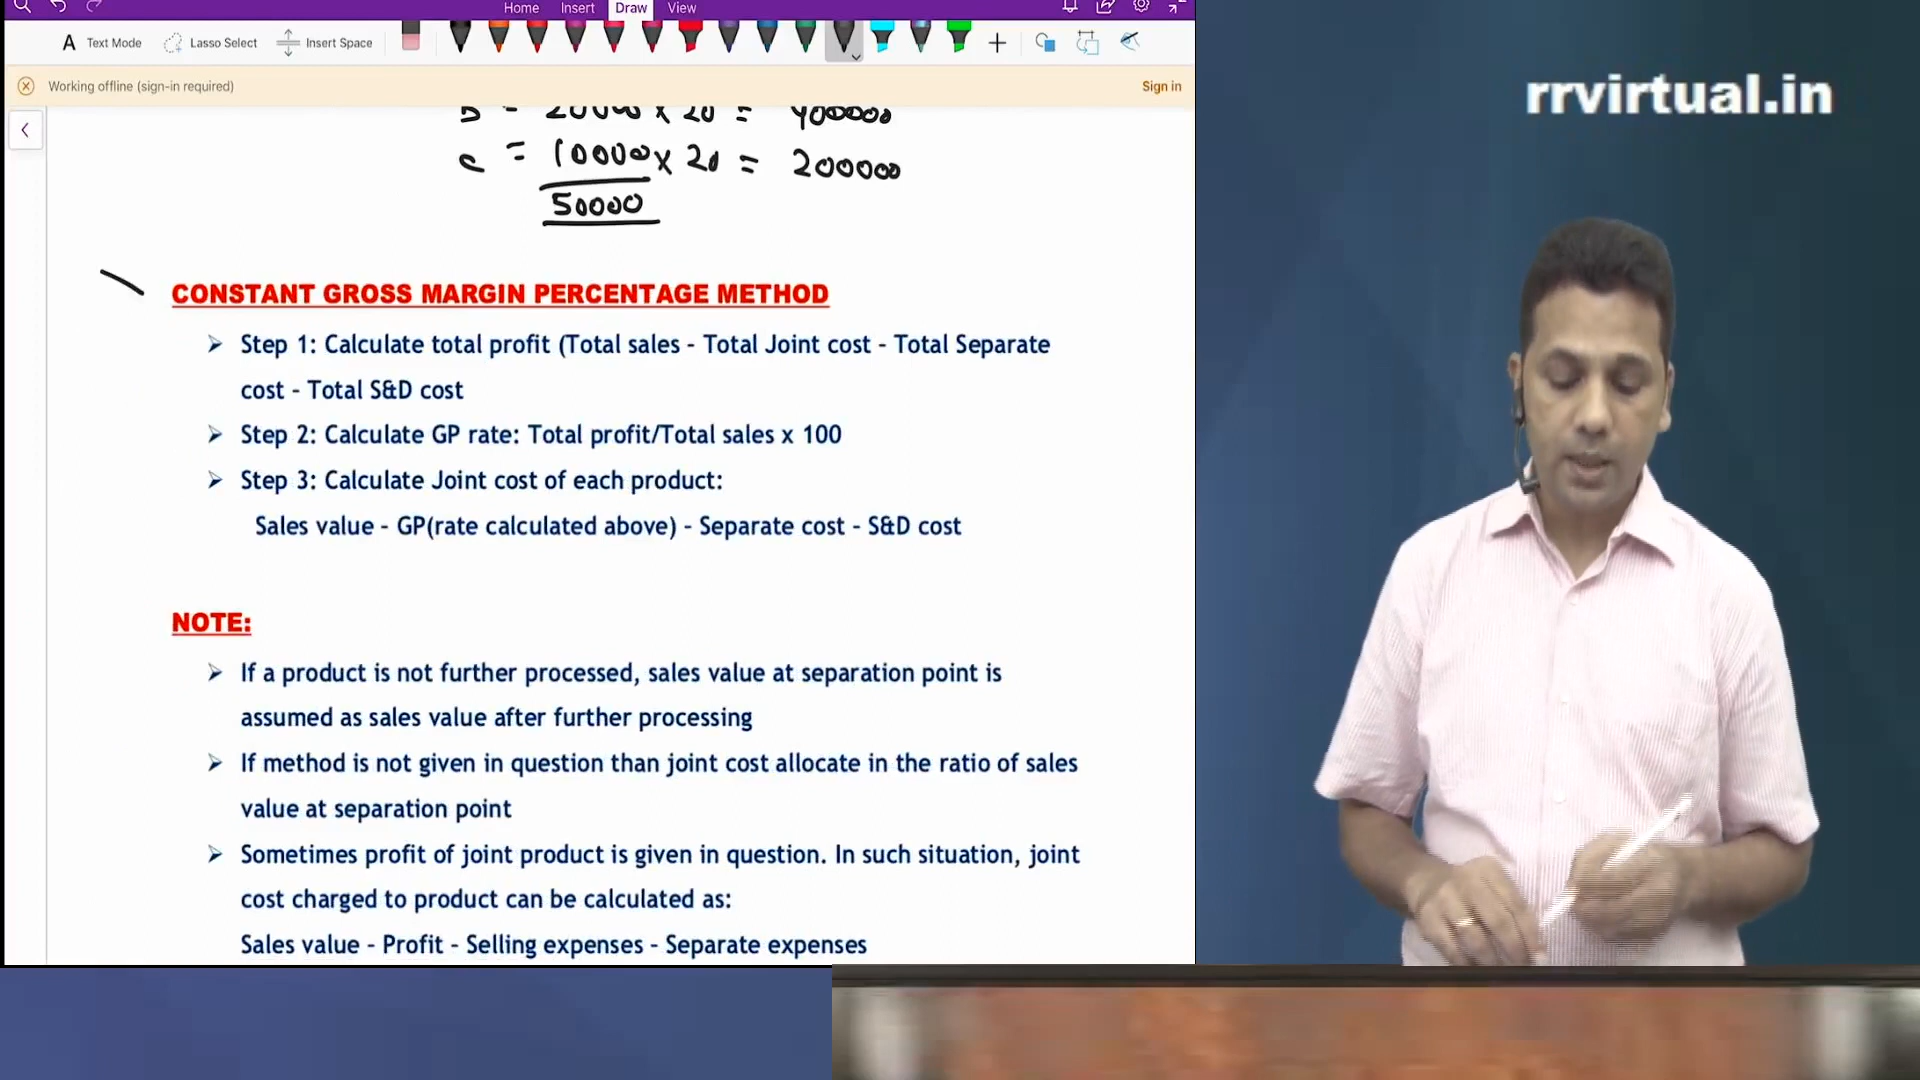 Home Insert Draw View
A Text Mode Lasso Select Insert Space
Working offline (sign-in required) Sign in
rrvirtual.in
B = 20000 x 20 = 400000
C = 10000 x 20 = 200000
50000
CONSTANT GROSS MARGIN PERCENTAGE METHOD
➢ Step 1: Calculate total profit (Total sales - Total Joint cost - Total Separate
cost - Total S&D cost
➢ Step 2: Calculate GP rate: Total profit/Total sales x 100
➢ Step 3: Calculate Joint cost of each product:
Sales value - GP(rate calculated above) - Separate cost - S&D cost
NOTE:
➢ If a product is not further processed, sales value at separation point is
assumed as sales value after further processing
➢ If method is not given in question than joint cost allocate in the ratio of sales
value at separation point
➢ Sometimes profit of joint product is given in question. In such situation, joint
cost charged to product can be calculated as:
Sales value - Profit - Selling expenses - Separate expenses